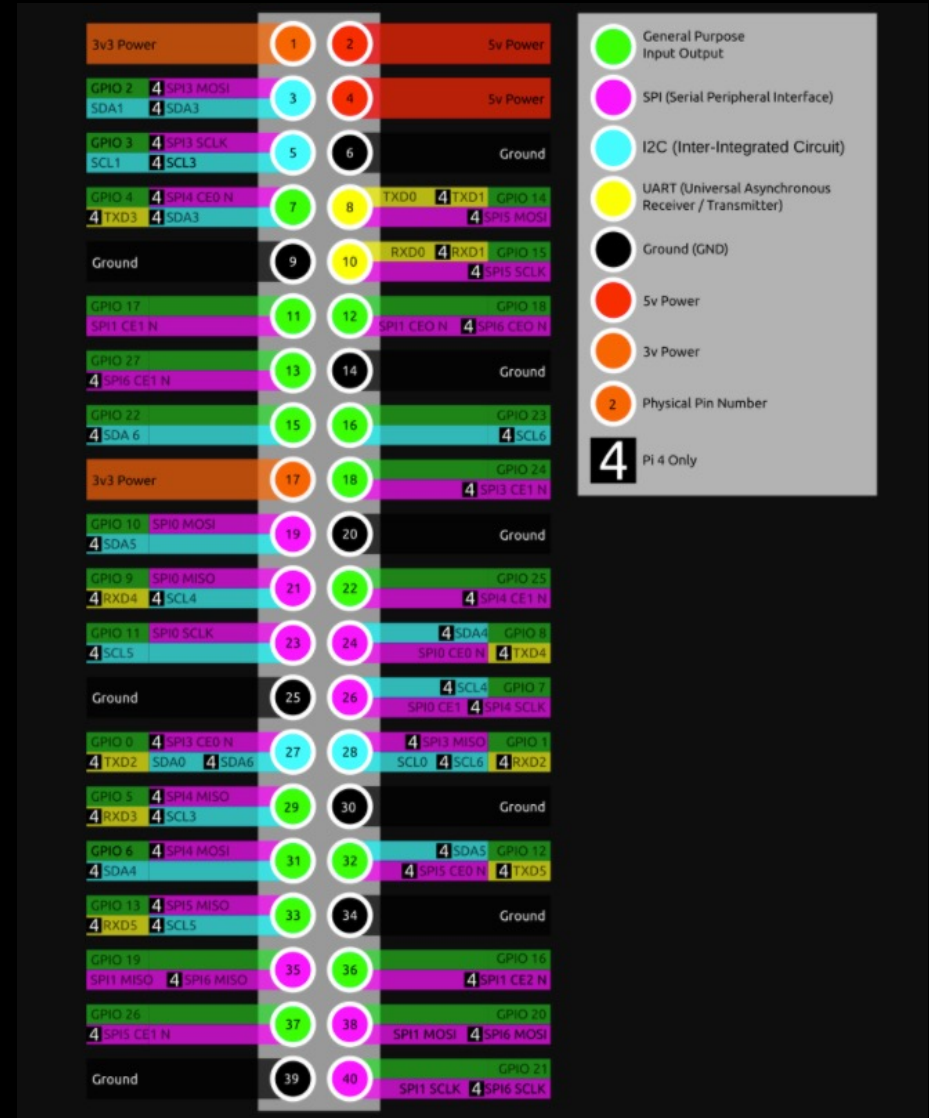 3v3 Power 1 2 5v Power
GPIO 2 4 SPI3 MOSI
SDA1 4 SDA3 3 4 5v Power
GPIO 3 4 SPI3 SCLK
SCL1 4 SCL3 5 6 Ground
GPIO 4 4 SPI4 CE0 N TXD0 4 TXD1 GPIO 14
4 TXD3 4 SDA3 7 8 4 SPI5 MOSI
Ground 9 10 RXD0 4 RXD1 GPIO 15
4 SPI5 SCLK
GPIO 17 GPIO 18
SPI1 CE1 N 11 12 SPI1 CEO N 4 SPI6 CEO N
GPIO 27
4 SPI6 CE1 N 13 14 Ground
GPIO 22 GPIO 23
4 SDA 6 15 16 4 SCL6
3v3 Power 17 18 GPIO 24
4 SPI3 CE1 N
GPIO 10 SPI0 MOSI
4 SDA5 19 20 Ground
GPIO 9 SPI0 MISO GPIO 25
4 RXD4 4 SCL4 21 22 4 SPI4 CE1 N
GPIO 11 SPI0 SCLK 4 SDA4 GPIO 8
4 SCL5 23 24 SPI0 CE0 N 4 TXD4
Ground 25 26 4 SCL4 GPIO 7
SPI0 CE1 4 SPI4 SCLK
GPIO 0 4 SPI3 CE0 N 4 SPI3 MISO GPIO 1
4 TXD2 SDA0 4 SDA6 27 28 SCL0 4 SCL6 4 RXD2
GPIO 5 4 SPI4 MISO
4 RXD3 4 SCL3 29 30 Ground
GPIO 6 4 SPI4 MOSI 4 SDA5 GPIO 12
4 SDA4 31 32 4 SPI5 CE0 N 4 TXD5
GPIO 13 4 SPI5 MISO
4 RXD5 4 SCL5 33 34 Ground
GPIO 19 GPIO 16
SPI1 MISO 4 SPI6 MISO 35 36 4 SPI1 CE2 N
GPIO 26 GPIO 20
4 SPI5 CE1 N 37 38 SPI1 MOSI 4 SPI6 MOSI
Ground 39 40 GPIO 21
SPI1 SCLK 4 SPI6 SCLK
General Purpose
Input Output
SPI (Serial Peripheral Interface)
I2C (Inter-Integrated Circuit)
UART (Universal Asynchronous
Receiver / Transmitter)
Ground (GND)
5v Power
3v Power
2 Physical Pin Number
4 Pi 4 Only